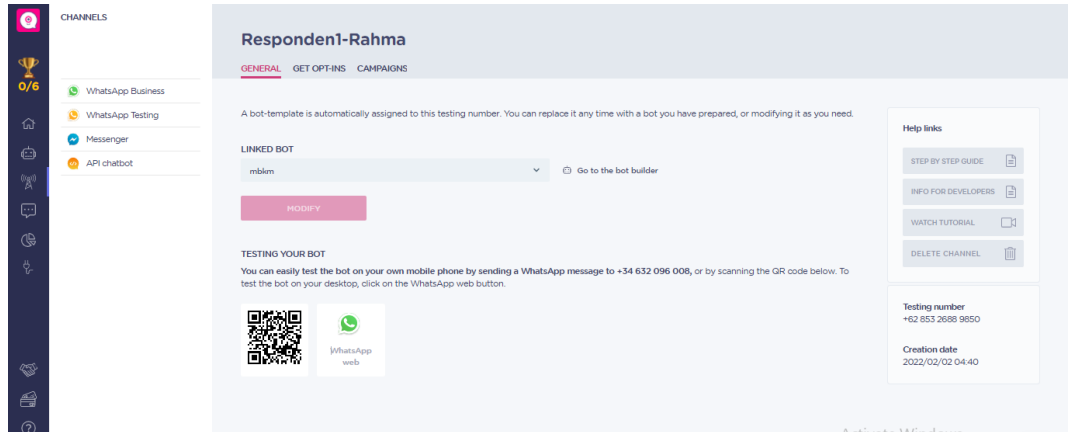 CHANNELS
0/6
WhatsApp Business
WhatsApp Testing
Messenger
API chatbot
Responden1-Rahma
GENERAL GET OPT-INS CAMPAIGNS
A bot-template is automatically assigned to this testing number. You can replace it any time with a bot you have prepared, or modifying it as you need.
LINKED BOT
mbkm
Go to the bot builder
MODIFY
TESTING YOUR BOT
You can easily test the bot on your own mobile phone by sending a WhatsApp message to +34 632 096 008, or by scanning the QR code below. To
test the bot on your desktop, click on the WhatsApp web button.
WhatsApp
web
Help links
STEP BY STEP GUIDE
INFO FOR DEVELOPERS
WATCH TUTORIAL
DELETE CHANNEL
Testing number
+62 853 2688 9850
Creation date
2022/02/02 04:40